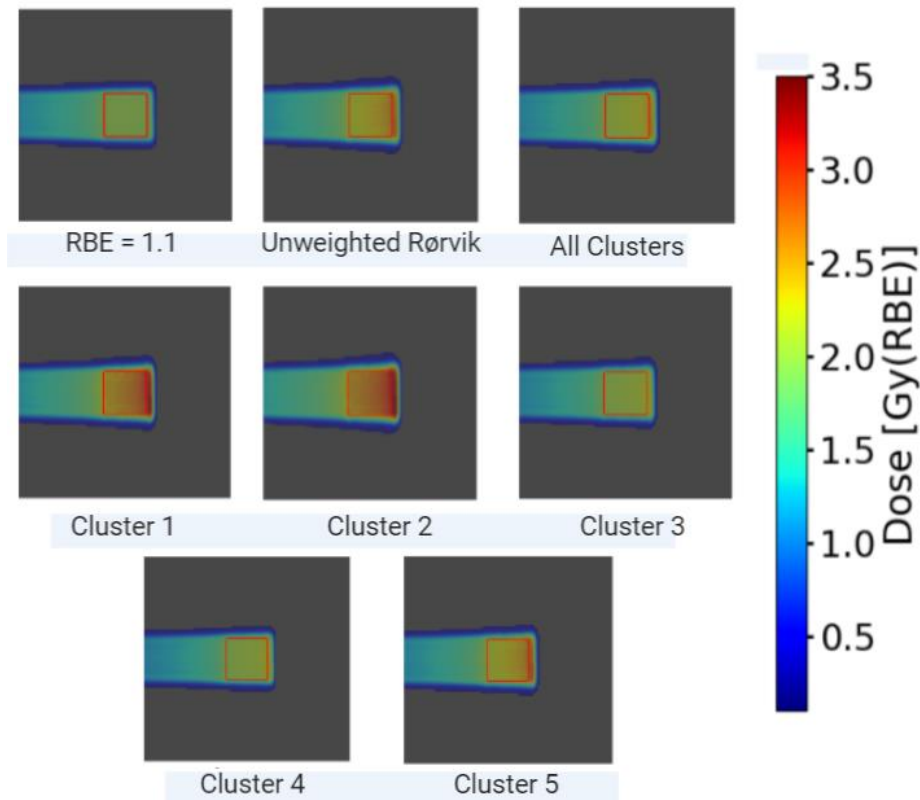 RBE = 1.1
Unweighted Rørvik
All Clusters
Cluster 1
Cluster 2
Cluster 3
Cluster 4
Cluster 5
3.5
3.0
2.5
2.0
1.5
1.0
0.5
Dose [Gy(RBE)]